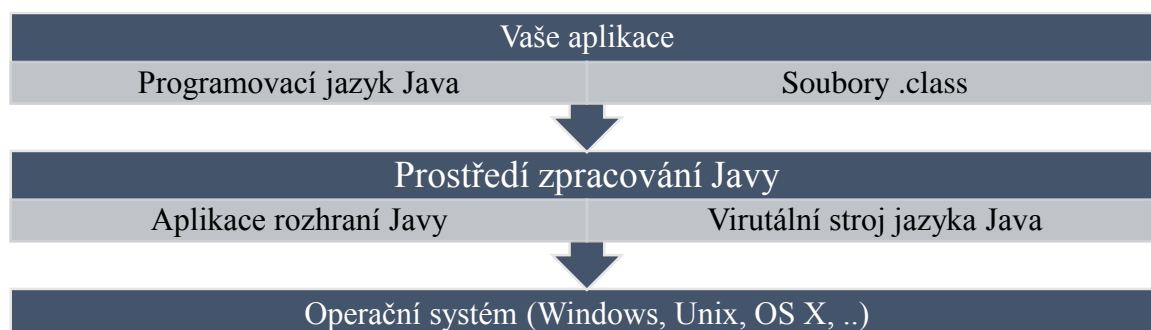 Vaše aplikace
Programovací jazyk Java
Soubory .class
Prostředí zpracování Javy
Aplikace rozhraní Javy
Virutální stroj jazyka Java
Operační systém (Windows, Unix, OS X, ..)